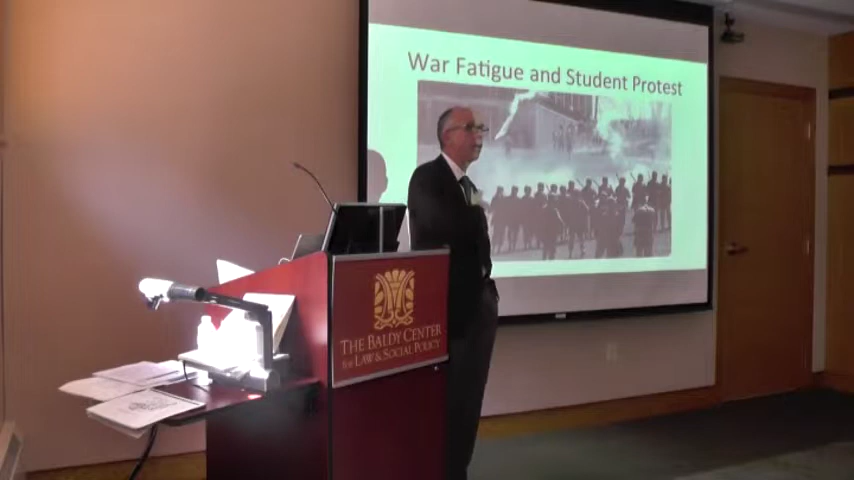 War Fatigue and Student Protest
THE BALDY CENTER
FOR LAW & SOCIAL POLICY